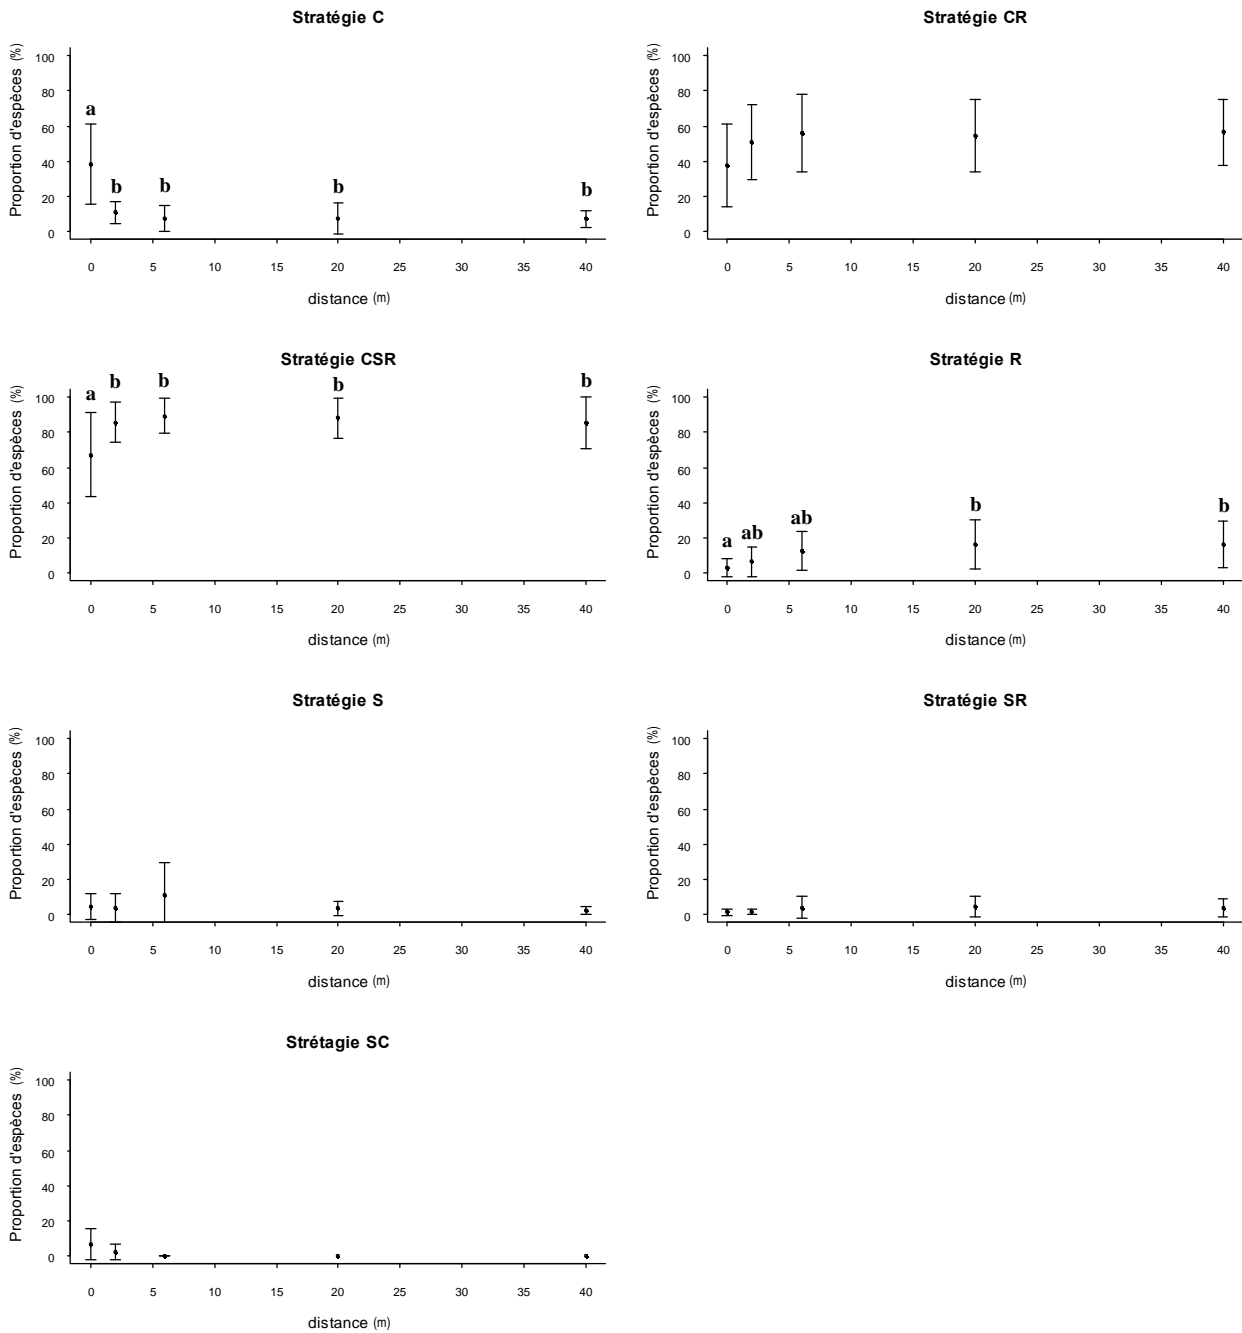 Stratégie C
Proportion d'espèces (%)
100
80
60
40
20
0
a
b
b
b
b
0 5 10 15 20 25 30 35 40
distance (m)
Stratégie CR
Proportion d'espèces (%)
100
80
60
40
20
0
0 5 10 15 20 25 30 35 40
distance (m)
Stratégie CSR
Proportion d'espèces (%)
100
80
60
40
20
0
a
b
b
b
b
0 5 10 15 20 25 30 35 40
distance (m)
Stratégie R
Proportion d'espèces (%)
100
80
60
40
20
0
a
ab
ab
b
b
0 5 10 15 20 25 30 35 40
distance (m)
Stratégie S
Proportion d'espèces (%)
100
80
60
40
20
0
0 5 10 15 20 25 30 35 40
distance (m)
Stratégie SR
Proportion d'espèces (%)
100
80
60
40
20
0
0 5 10 15 20 25 30 35 40
distance (m)
Strétagie SC
Proportion d'espèces (%)
100
80
60
40
20
0
0 5 10 15 20 25 30 35 40
distance (m)